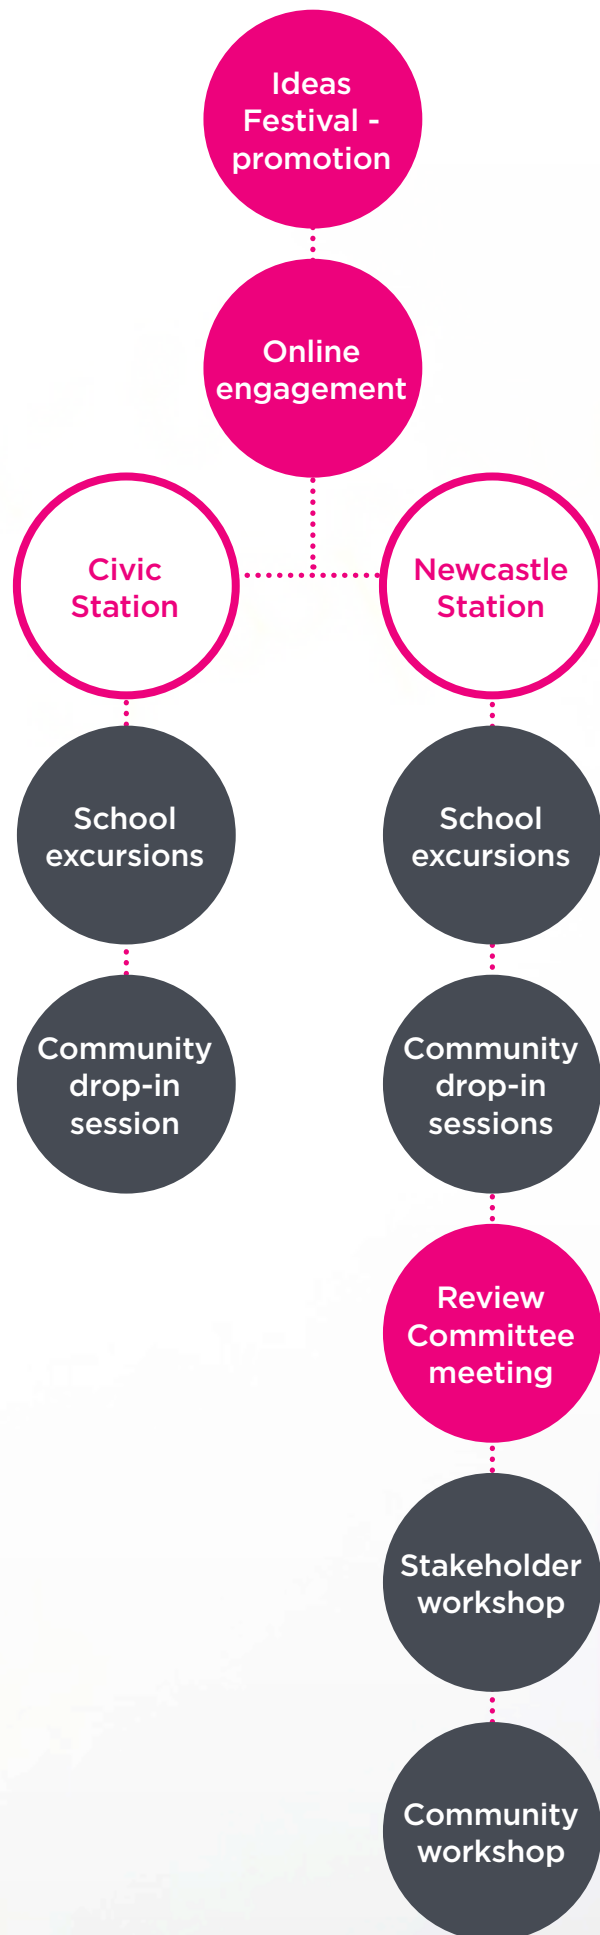 Ideas
Festival -
promotion
Online
engagement
Civic
Station
Newcastle
Station
School
excursions
School
excursions
Community
drop-in
session
Community
drop-in
sessions
Review
Committee
meeting
Stakeholder
workshop
Community
workshop